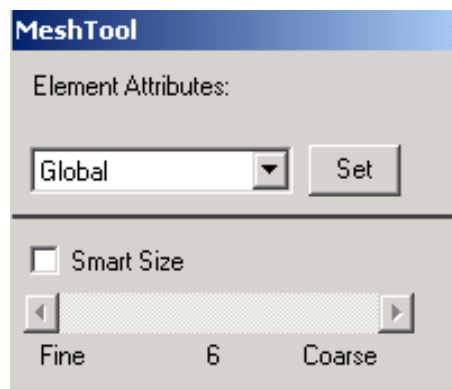 MeshTool
Element Attributes:
Global Set
Smart Size
Fine 6 Coarse